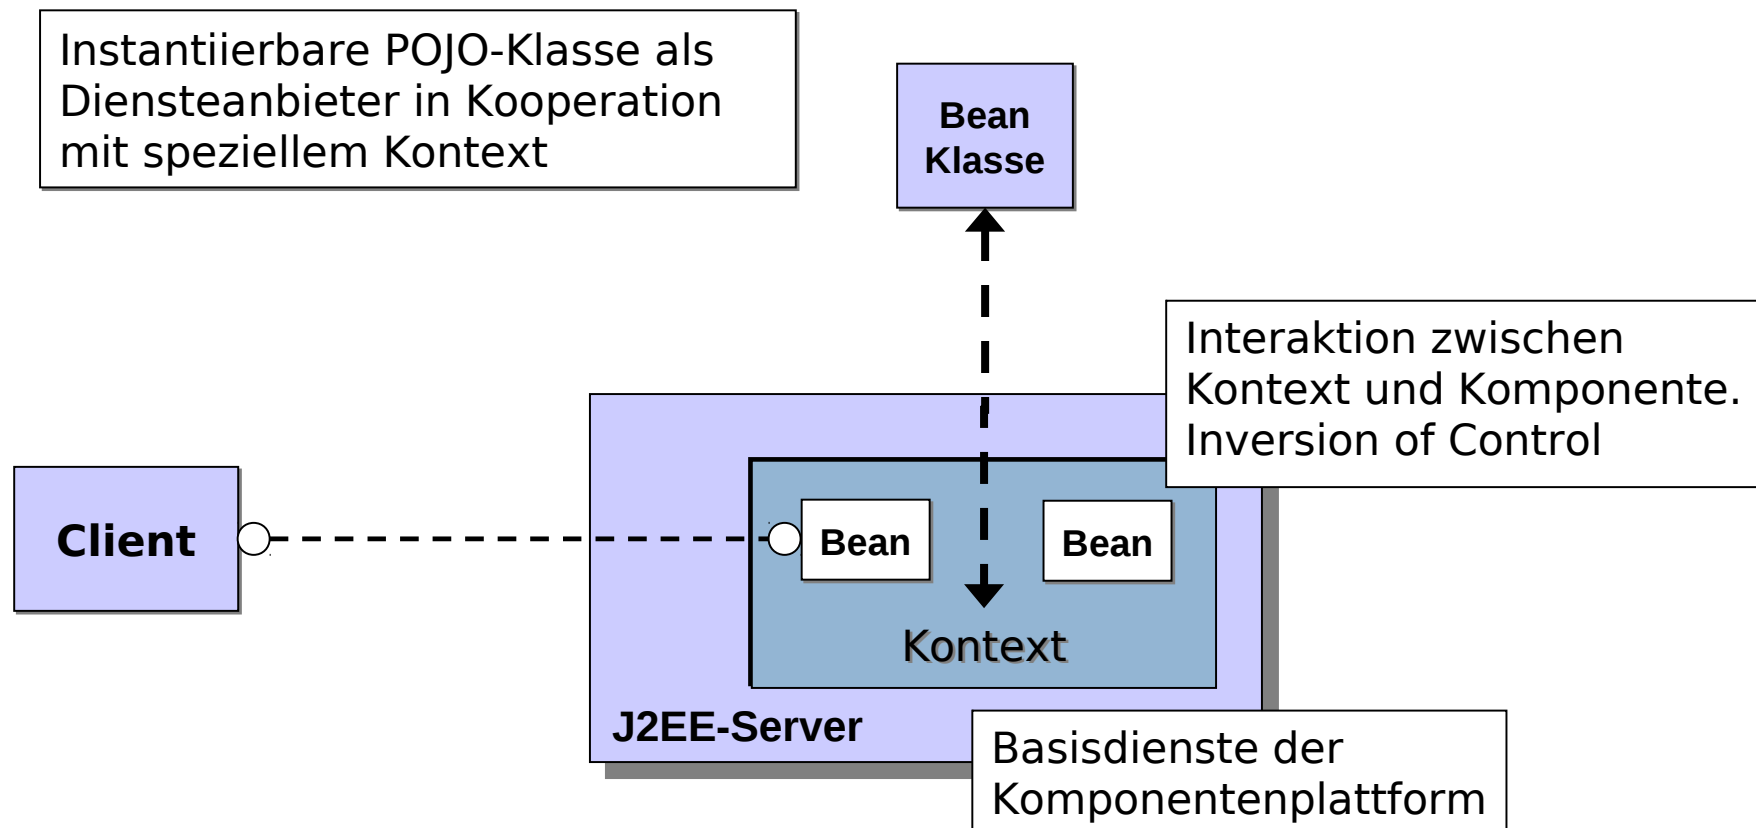 Instantiierbare POJO-Klasse als
Diensteanbieter in Kooperation
mit speziellem Kontext
Bean
Klasse
Interaktion zwischen
Kontext und Komponente.
Inversion of Control
Client
Bean
Bean
Kontext
J2EE-Server
Basisdienste der
Komponentenplattform